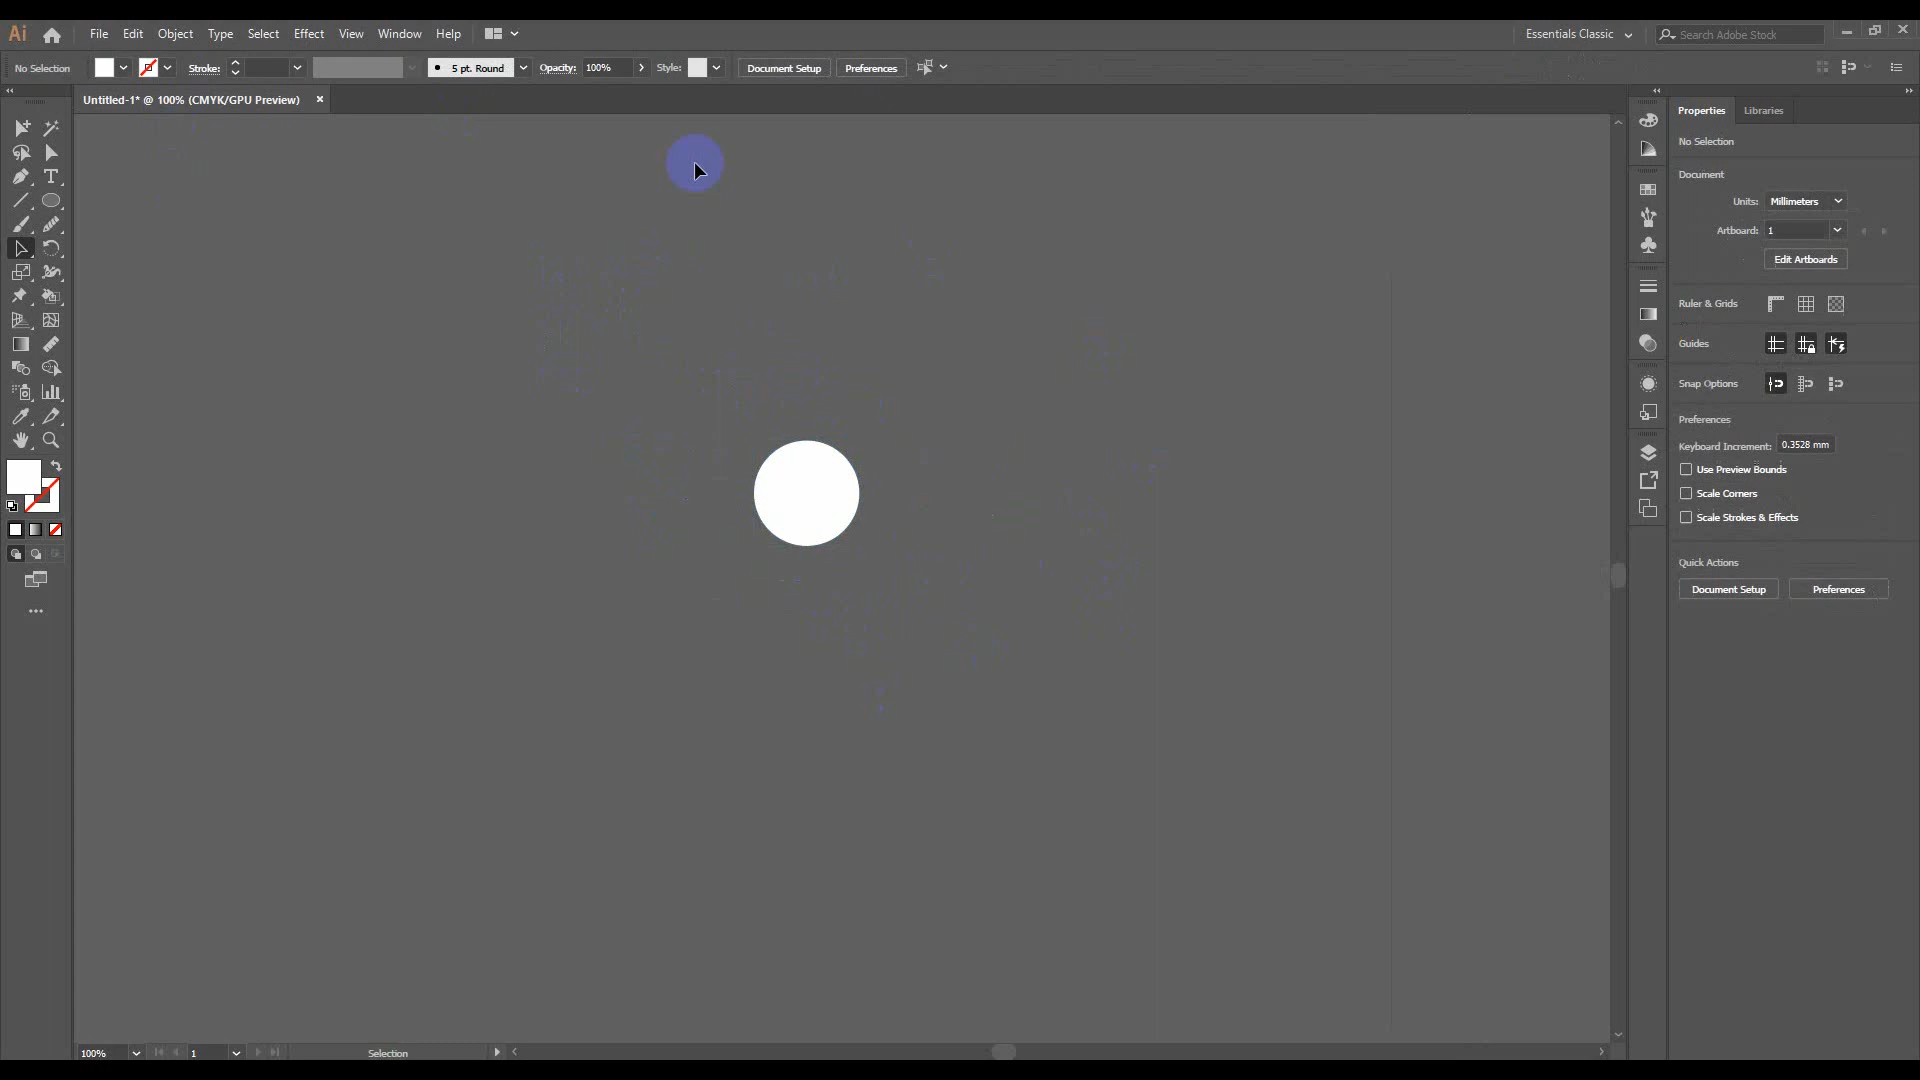 Ai File Edit Object Type Select Effect View Window Help Essentials Classic Search Adobe Stock
No Selection Stroke: 5 pt. Round Opacity: 100% Style: Document Setup Preferences
Untitled-1* @ 100% (CMYK/GPU Preview) ×
Properties Libraries
No Selection
Document
Units: Millimeters
Artboard: 1
Edit Artboards
Ruler & Grids
Guides
Snap Options
Preferences
Keyboard Increment: 0.3528 mm
Use Preview Bounds
Scale Corners
Scale Strokes & Effects
Quick Actions
Document Setup Preferences
100% 1 Selection